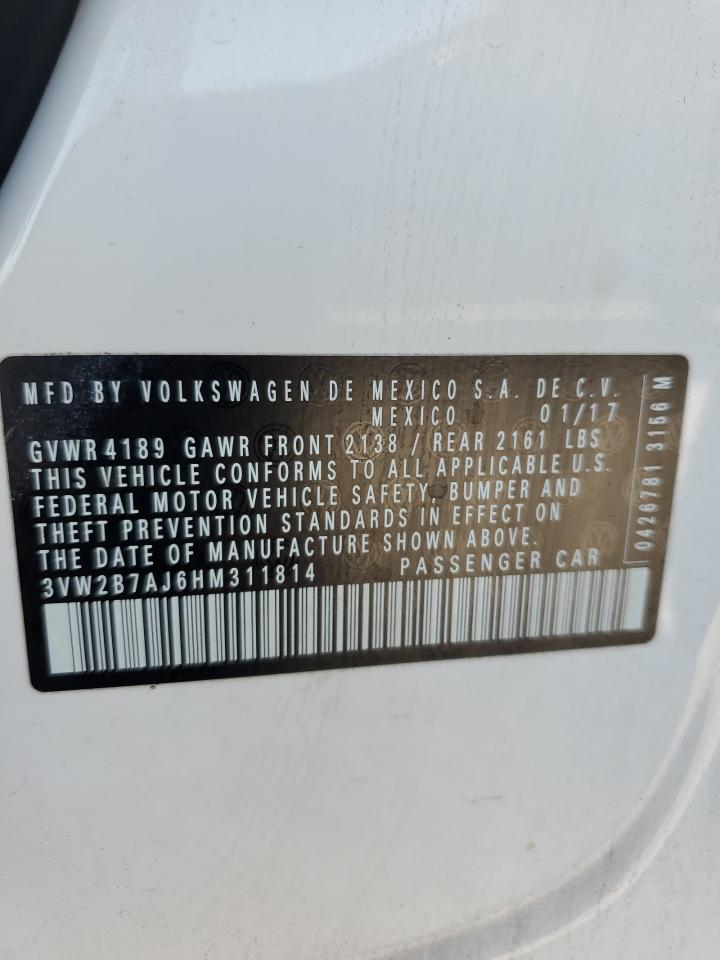 MFD BY VOLKSWAGEN DE MEXICO S.A. DE C.V.
MEXICO 01/17
GVWR 4189 GAWR FRONT 2138 / REAR 2161 LBS
THIS VEHICLE CONFORMS TO ALL APPLICABLE U.S.
FEDERAL MOTOR VEHICLE SAFETY, BUMPER AND
THEFT PREVENTION STANDARDS IN EFFECT ON
THE DATE OF MANUFACTURE SHOWN ABOVE.
3VW2B7AJ6HM311814 PASSENGER CAR
0426781 3156 M